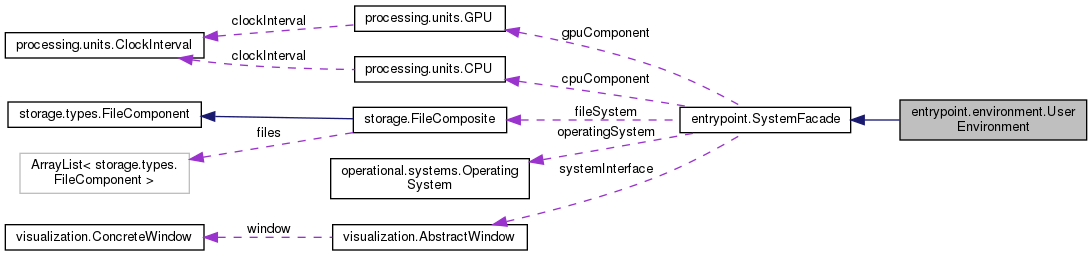 clockInterval
processing.units.GPU
gpuComponent
processing.units.ClockInterval
clockInterval
processing.units.CPU
cpuComponent
storage.types.FileComponent
storage.FileComposite
fileSystem
entrypoint.SystemFacade
entrypoint.environment.User
Environment
files
operatingSystem
ArrayList< storage.types.
FileComponent >
operational.systems.Operating
System
systemInterface
visualization.ConcreteWindow
window
visualization.AbstractWindow